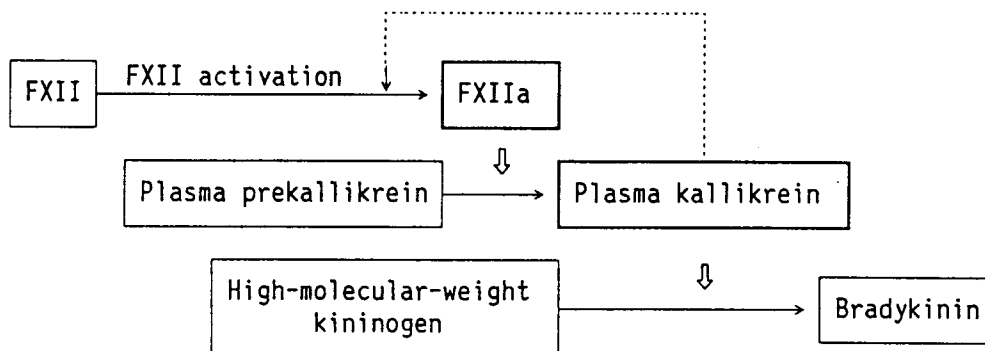 FXII
FXII activation
FXIIa
Plasma prekallikrein
Plasma kallikrein
High-molecular-weight
kininogen
Bradykinin